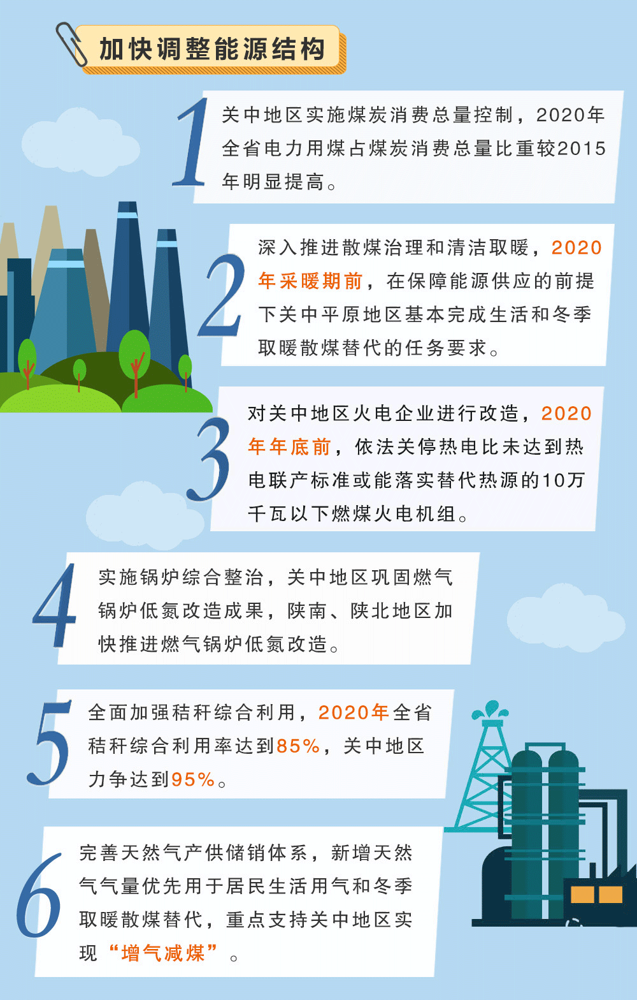 加快调整能源结构
1
关中地区实施煤炭消费总量控制，2020年
全省电力用煤占煤炭消费总量比重较2015
年明显提高。
2
深入推进散煤治理和清洁取暖，2020
年采暖期前，在保障能源供应的前提
下关中平原地区基本完成生活和冬季
取暖散煤替代的任务要求。
3
对关中地区火电企业进行改造，2020
年年底前，依法关停热电比未达到热
电联产标准或能落实替代热源的10万
千瓦以下燃煤火电机组。
4
实施锅炉综合整治，关中地区巩固燃气
锅炉低氮改造成果，陕南、陕北地区加
快推进燃气锅炉低氮改造。
5
全面加强秸秆综合利用，2020年全省
秸秆综合利用率达到85%，关中地区
力争达到95%。
6
完善天然气产供储销体系，新增天然
气气量优先用于居民生活用气和冬季
取暖散煤替代，重点支持关中地区实
现“增气减煤”。